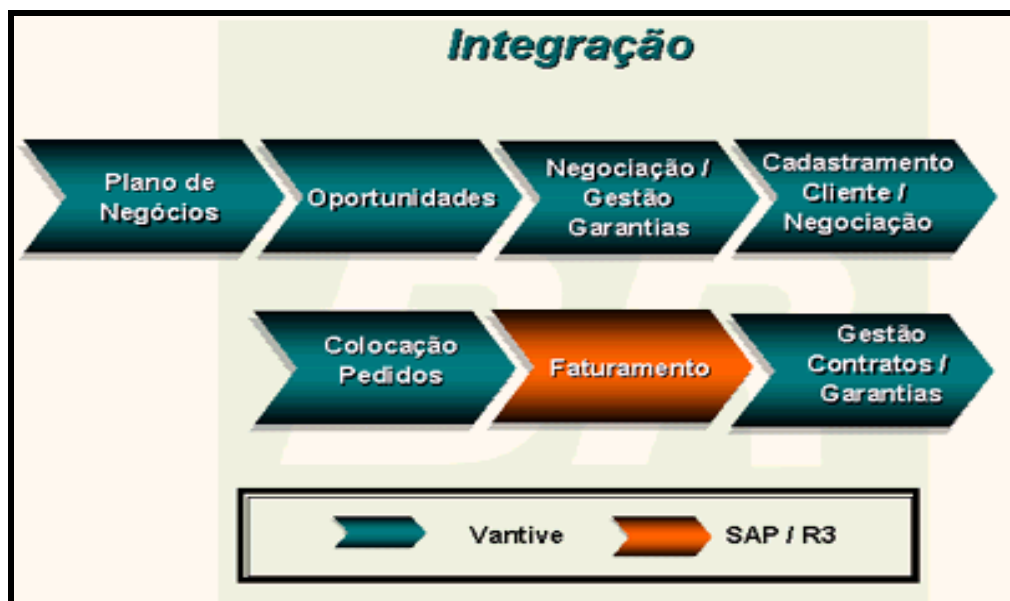 Integração
Plano de
Negócios
Oportunidades
Negociação /
Gestão
Garantias
Cadastramento
Cliente /
Negociação
Colocação
Pedidos
Faturamento
Gestão
Contratos /
Garantias
BR
Vantive
SAP / R3